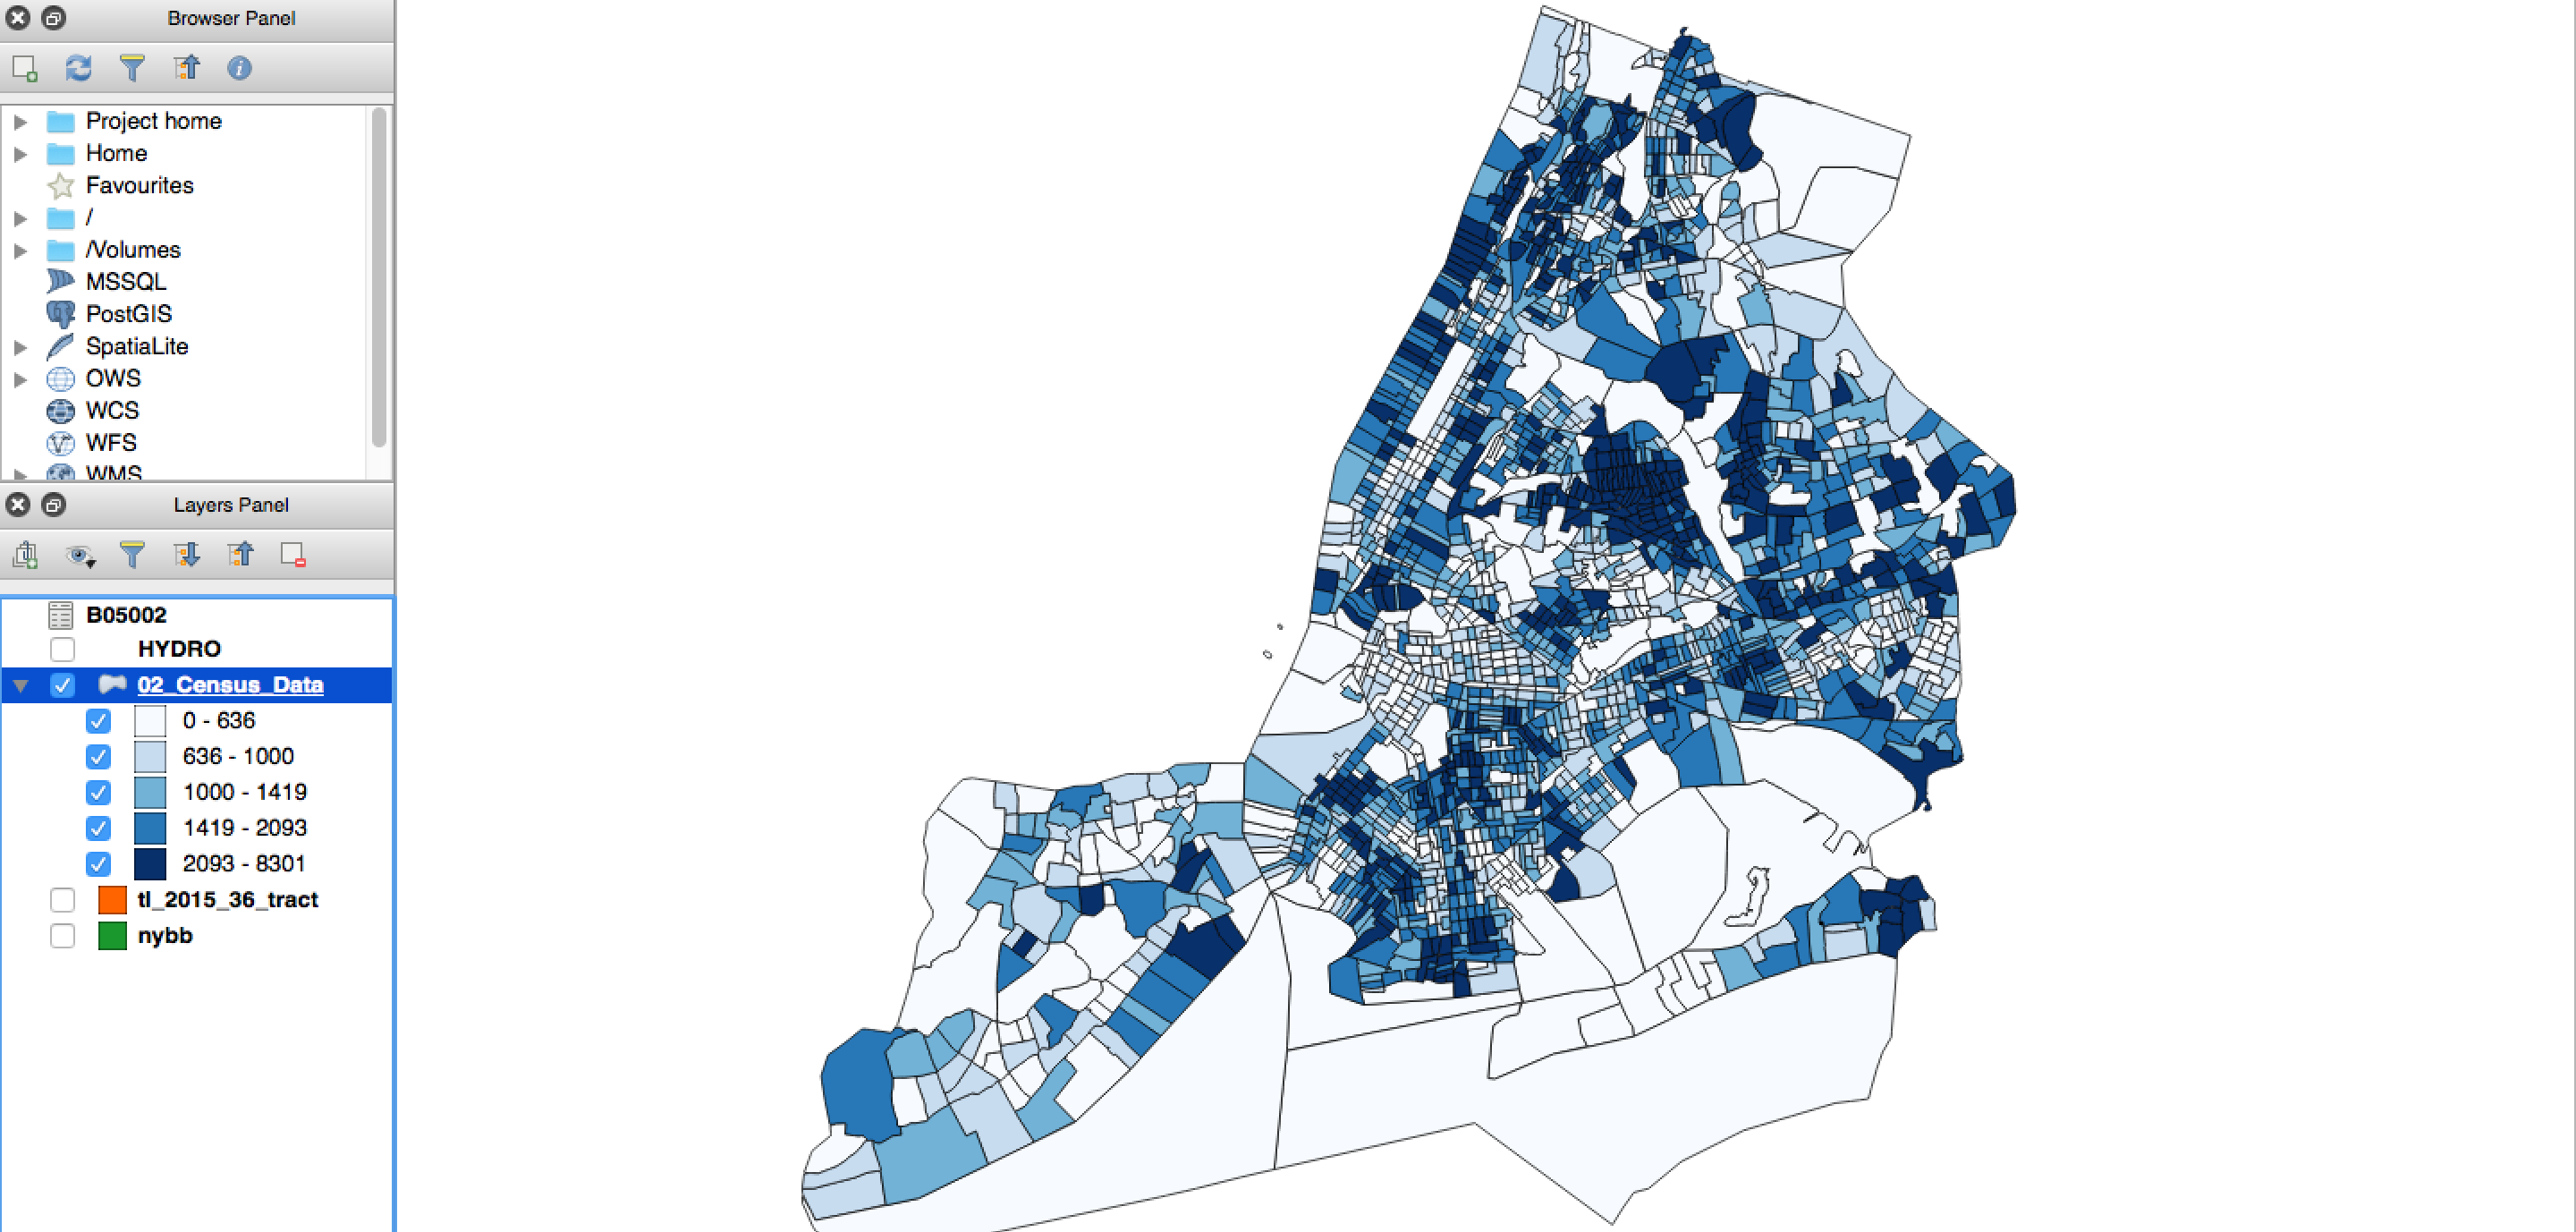 Browser Panel
Project home
Home
Favourites
/
/Volumes
MSSQL
PostGIS
SpatiaLite
OWS
WCS
WFS
WMS
Layers Panel
B05002
HYDRO
02_Census_Data
0 - 636
636 - 1000
1000 - 1419
1419 - 2093
2093 - 8301
tl_2015_36_tract
nybb